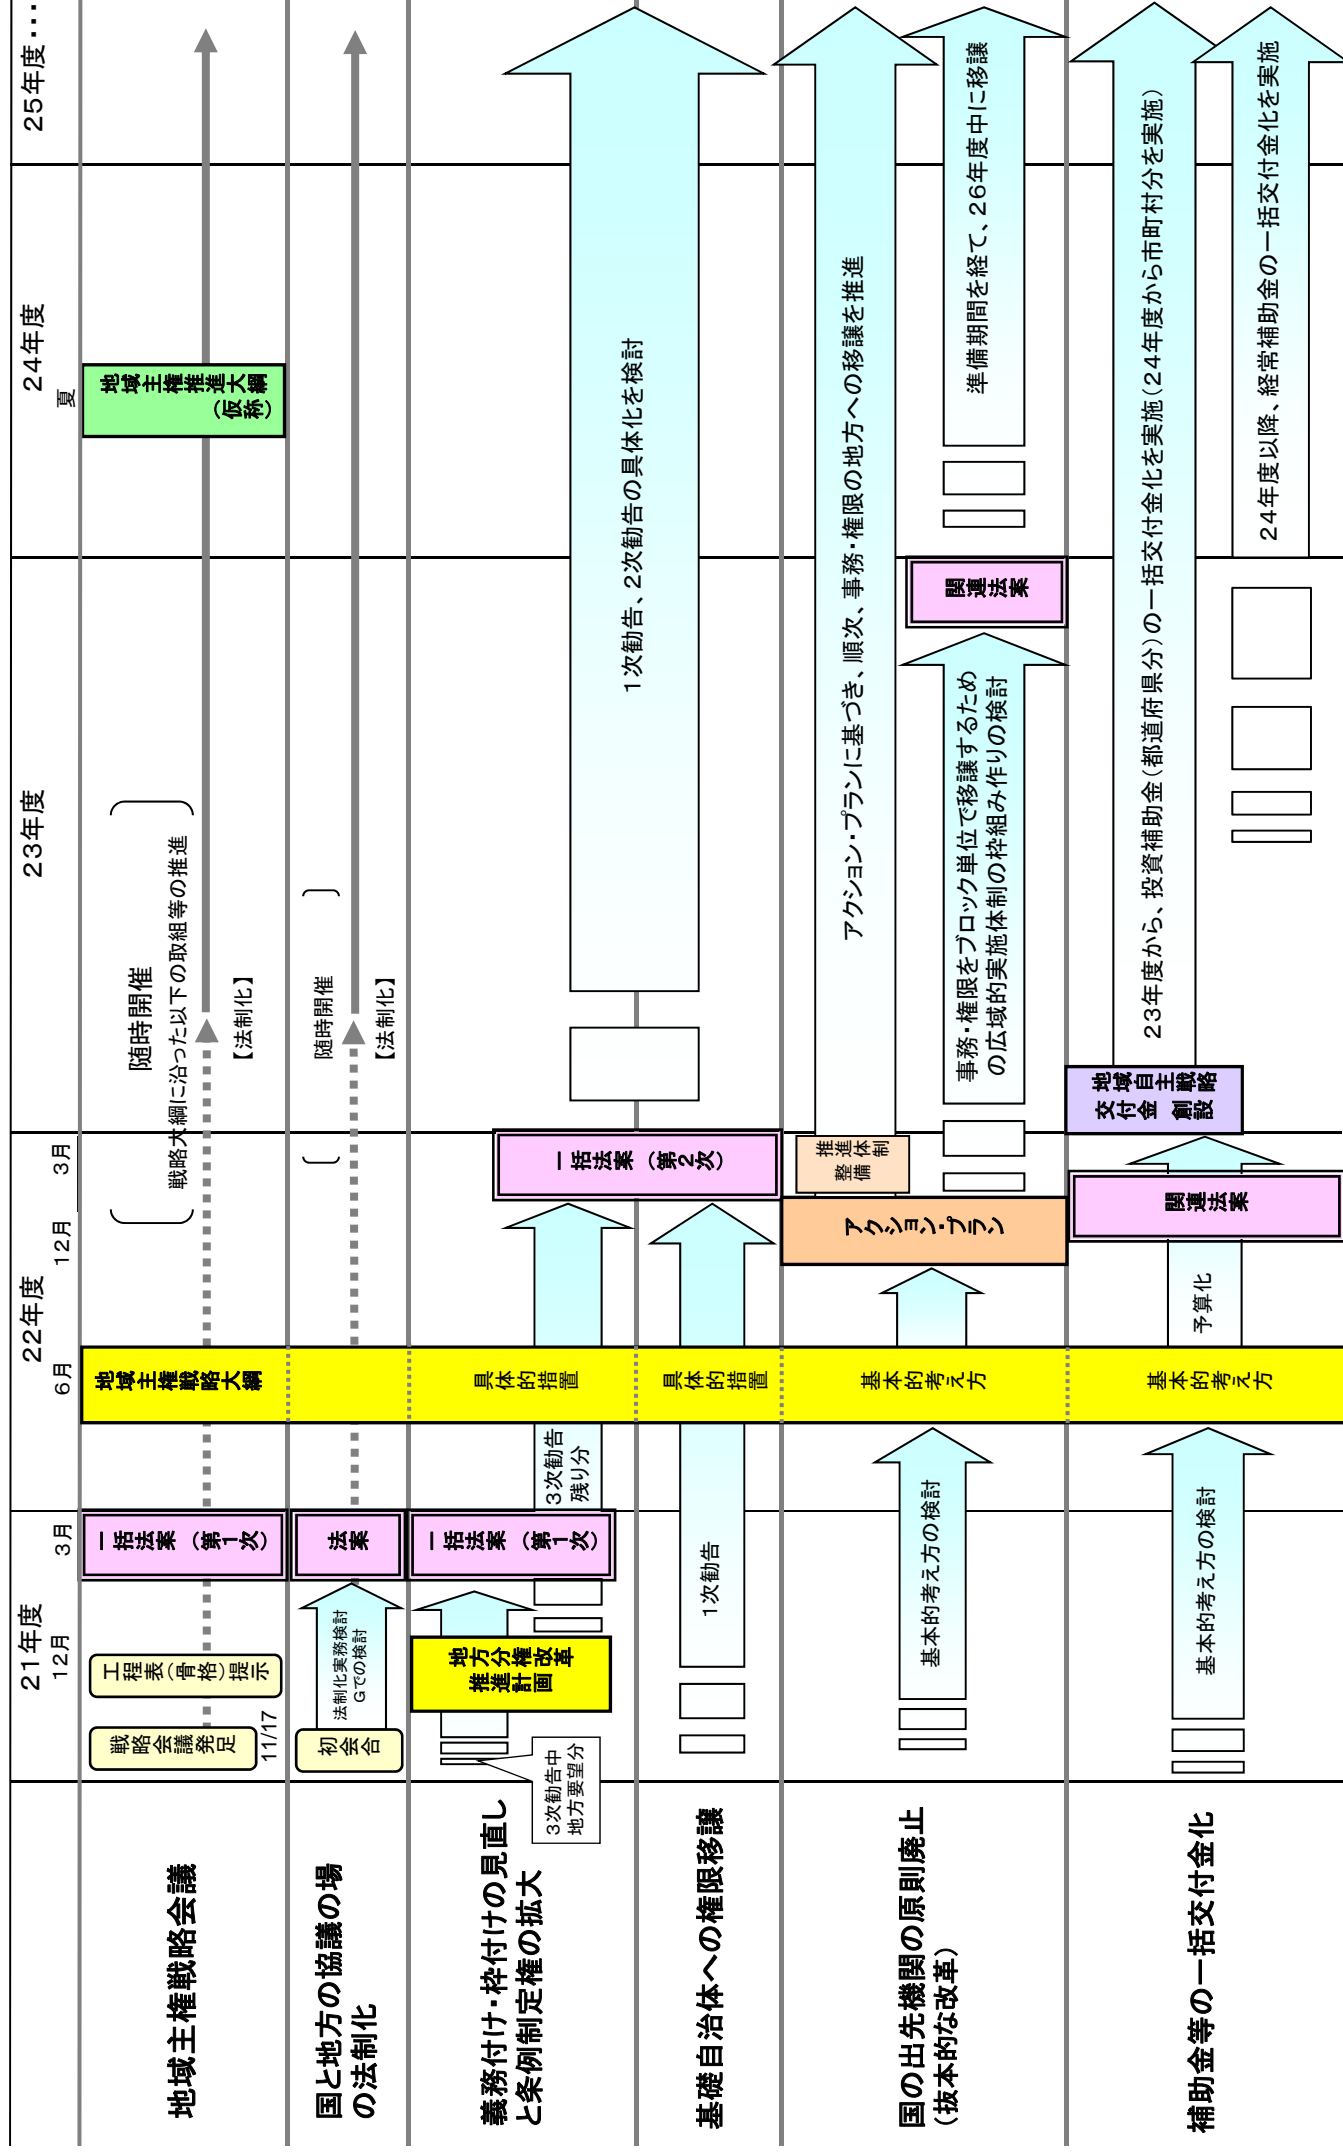 21年度
22年度
23年度
24年度
25年度・・・
12月
3月
6月
12月
3月
夏
地域主権戦略会議
戦略会議発足
11/17
工程表（骨格）提示
一括法案（第1次）
地域主権戦略大綱
随時開催
戦略大綱に沿った以下の取組等の推進
【法制化】
地域主権推進大綱
（仮称）
国と地方の協議の場
の法制化
初会合
法制化実務検討
Gでの検討
法案
随時開催
【法制化】
義務付け・枠付けの見直し
と条例制定権の拡大
3次勧告中
地方要望分
地方分権改革
推進計画
一括法案（第1次）
3次勧告
残り分
具体的措置
一括法案（第2次）
1次勧告、2次勧告の具体化を検討
基礎自治体への権限移譲
1次勧告
具体的措置
国の出先機関の原則廃止
（抜本的な改革）
基本的考え方の検討
基本的考え方
アクション・プラン
推進体制
整備
アクション・プランに基づき、順次、事務・権限の地方への移譲を推進
事務・権限をブロック単位で移譲するため
の広域的実施体制の枠組み作りの検討
関連法案
準備期間を経て、26年度中に移譲
補助金等の一括交付金化
基本的考え方の検討
基本的考え方
予算化
関連法案
地域自主戦略
交付金 創設
23年度から、投資補助金（都道府県分）の一括交付金化を実施（24年度から市町村分を実施）
24年度以降、経常補助金の一括交付金化を実施